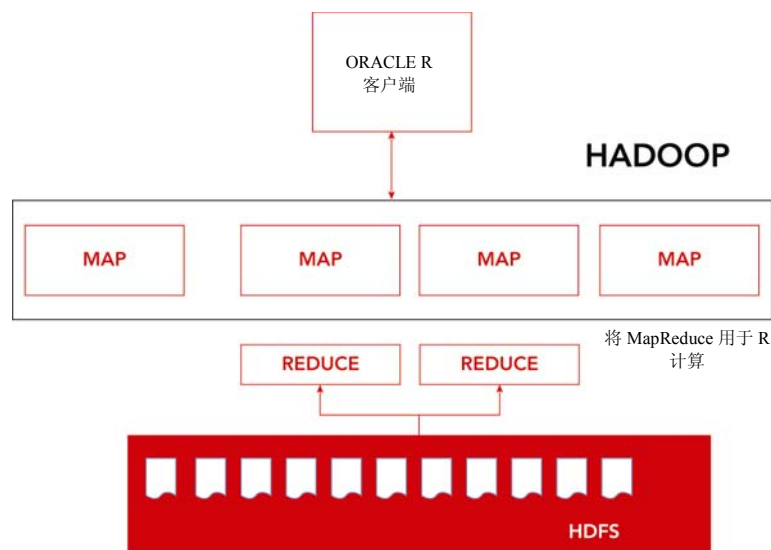 ORACLE R
客户端
HADOOP
MAP
MAP
MAP
MAP
将 MapReduce 用于 R
计算
REDUCE
REDUCE
HDFS